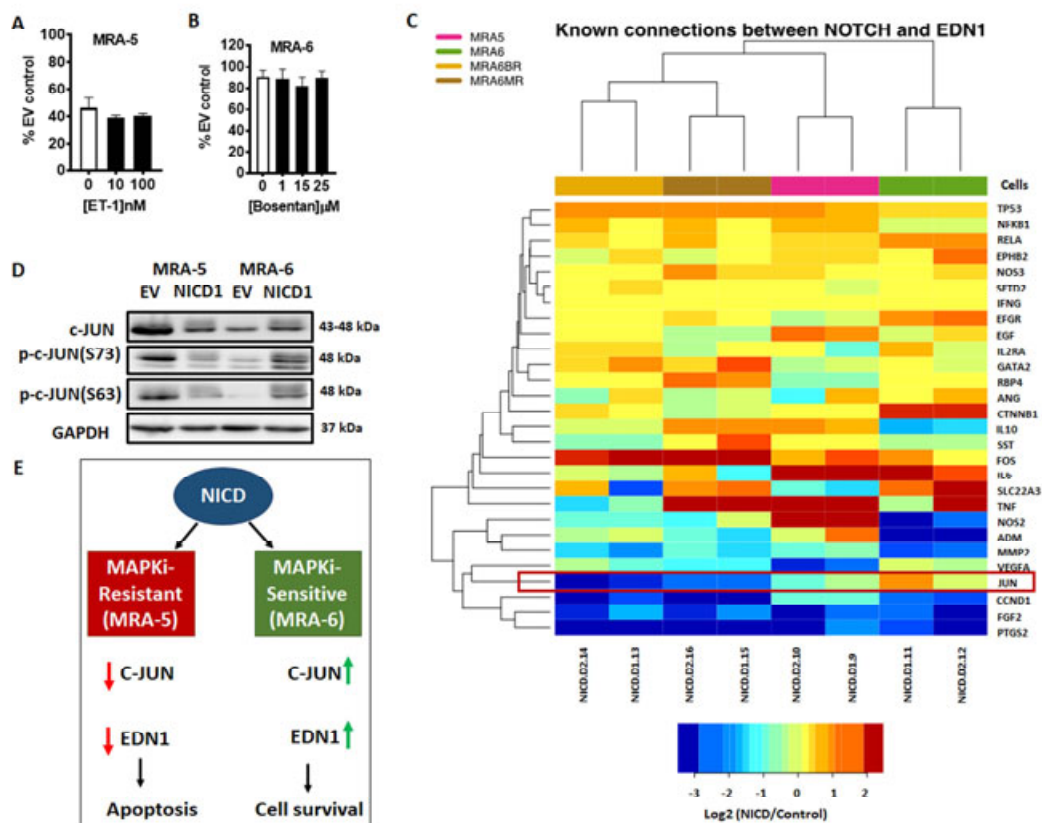 A
MRA-5
% EV control
100
80
60
40
20
0
0 10 100
[ET-1]nM
B
MRA-6
% EV control
120
100
80
60
40
20
0
0 1 15 25
[Bosentan]µM
C
MRA5
MRA6
MRA6BR
MRA6MR
Known connections between NOTCH and EDN1
Cells
TP53
NFKB1
RELA
EPHB2
NOS3
SETD2
IFNG
EFGR
EGF
IL2RA
GATA2
RBP4
ANG
CTNNB1
IL10
SST
FOS
IL6
SLC22A3
TNF
NOS2
ADM
MMP2
VEGFA
JUN
CCND1
FGF2
PTGS2
NICD.D2.14
NICD.D1.13
NICD.D2.16
NICD.D1.15
NICD.D2.10
NICD.D1.9
NICD.D1.11
NICD.D2.12
-3 -2 -1 0 1 2
Log2 (NICD/Control)
D
MRA-5 MRA-6
EV NICD1 EV NICD1
c-JUN 43-48 kDa
p-c-JUN(S73) 48 kDa
p-c-JUN(S63) 48 kDa
GAPDH 37 kDa
E
NICD
MAPKi-
Resistant
(MRA-5)
MAPKi-
Sensitive
(MRA-6)
C-JUN C-JUN
EDN1 EDN1
Apoptosis Cell survival